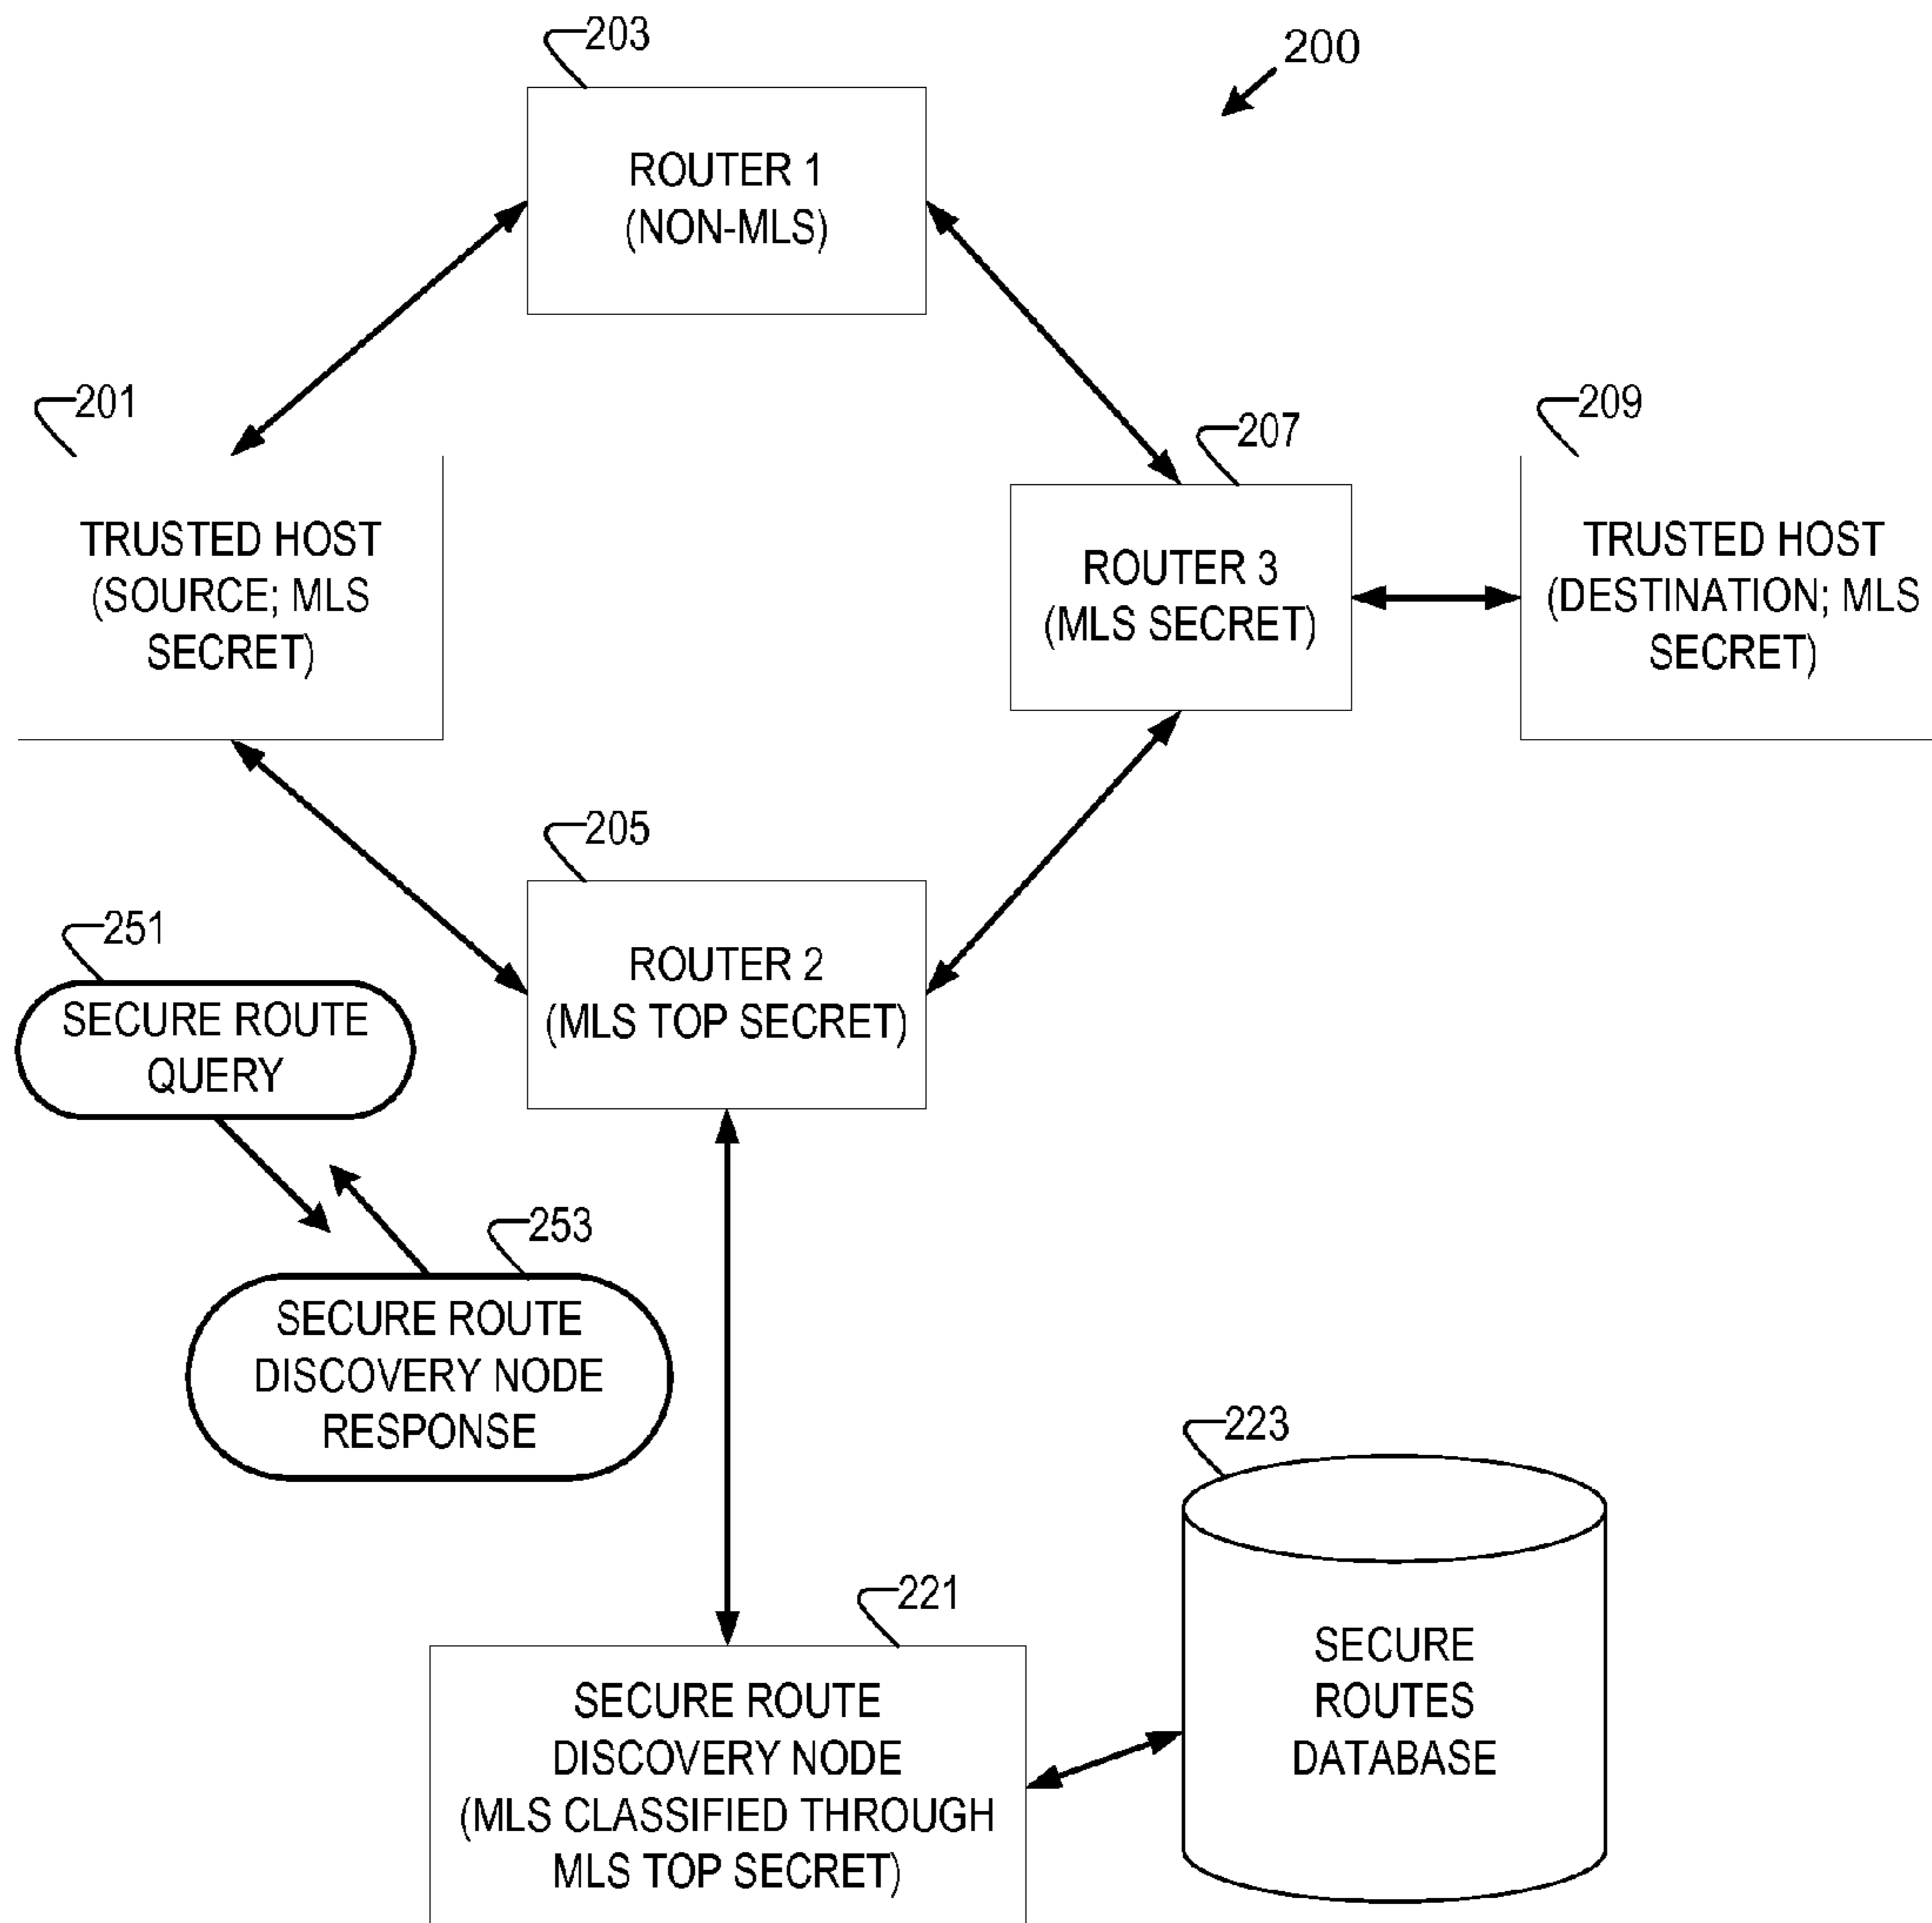 203
200
ROUTER 1
(NON-MLS)
201
207
209
TRUSTED HOST
(SOURCE; MLS
SECRET)
ROUTER 3
(MLS SECRET)
TRUSTED HOST
(DESTINATION; MLS
SECRET)
205
ROUTER 2
(MLS TOP SECRET)
251
SECURE ROUTE
QUERY
253
SECURE ROUTE
DISCOVERY NODE
RESPONSE
223
SECURE
ROUTES
DATABASE
221
SECURE ROUTE
DISCOVERY NODE
(MLS CLASSIFIED THROUGH
MLS TOP SECRET)